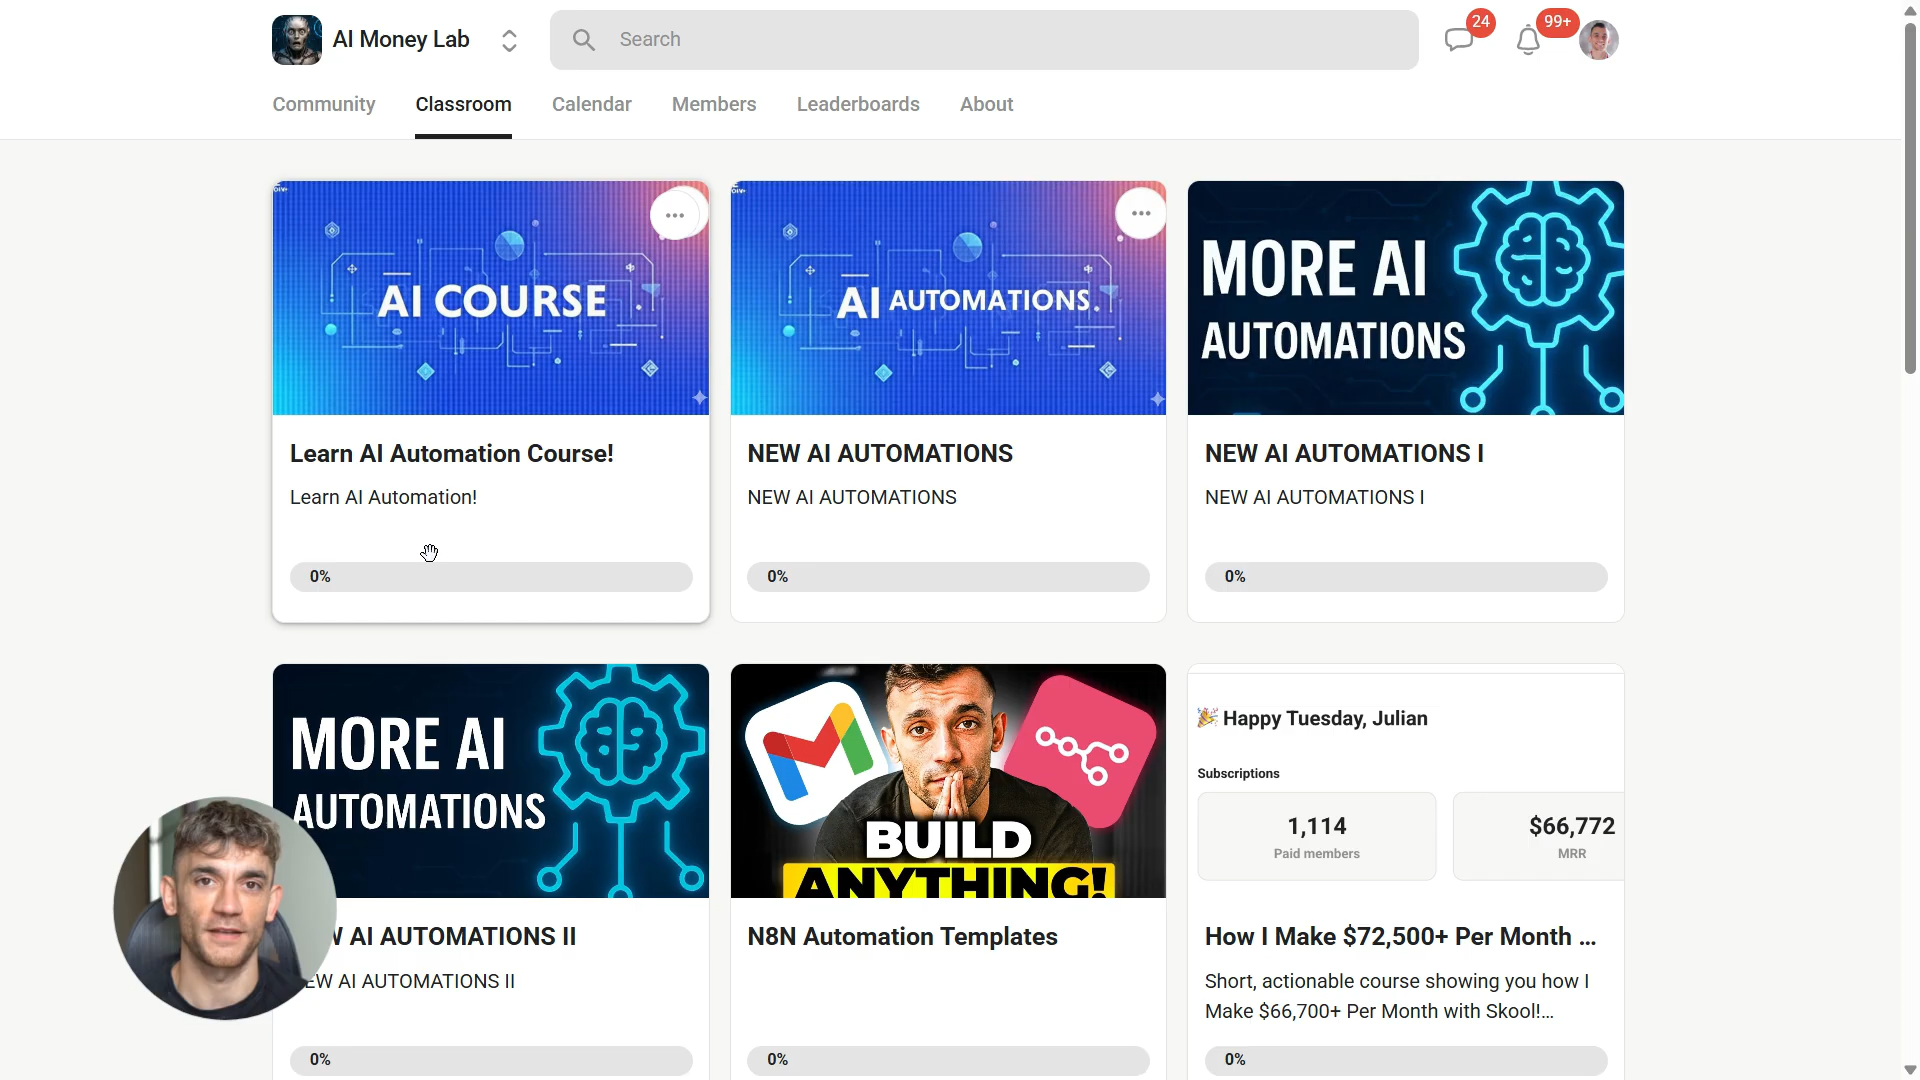 AI Money Lab
Search
24
99+
Community
Classroom
Calendar
Members
Leaderboards
About
AI COURSE
AI AUTOMATIONS
MORE AI
AUTOMATIONS
Learn AI Automation Course!
Learn AI Automation!
0%
NEW AI AUTOMATIONS
NEW AI AUTOMATIONS
0%
NEW AI AUTOMATIONS I
NEW AI AUTOMATIONS I
0%
MORE AI
AUTOMATIONS
BUILD
ANYTHING!
🎉 Happy Tuesday, Julian
Subscriptions
1,114
Paid members
$66,772
MRR
AI AUTOMATIONS II
EW AI AUTOMATIONS II
0%
N8N Automation Templates
0%
How I Make $72,500+ Per Month ...
Short, actionable course showing you how I
Make $66,700+ Per Month with Skool!...
0%